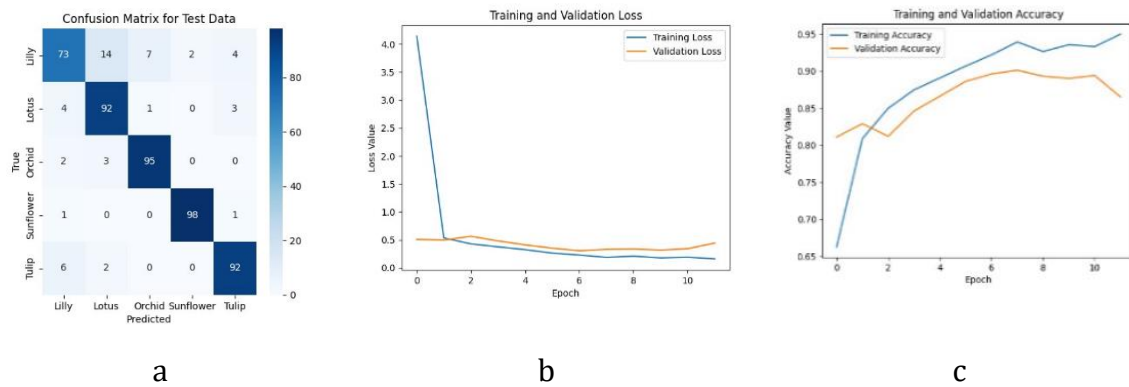 Confusion Matrix for Test Data
Lilly
73 14 7 2 4
Lotus
4 92 1 0 3
True
Orchid
2 3 95 0 0
Sunflower
1 0 0 98 1
Tulip
6 2 0 0 92
Lilly Lotus Orchid Sunflower Tulip
Predicted
80
60
40
20
0
a
Training and Validation Loss
Training Loss
Validation Loss
Loss Value
4.0
3.5
3.0
2.5
2.0
1.5
1.0
0.5
0.0
0 2 4 6 8 10
Epoch
b
Training and Validation Accuracy
Training Accuracy
Validation Accuracy
Accuracy Value
0.95
0.90
0.85
0.80
0.75
0.70
0.65
0 2 4 6 8 10
Epoch
c